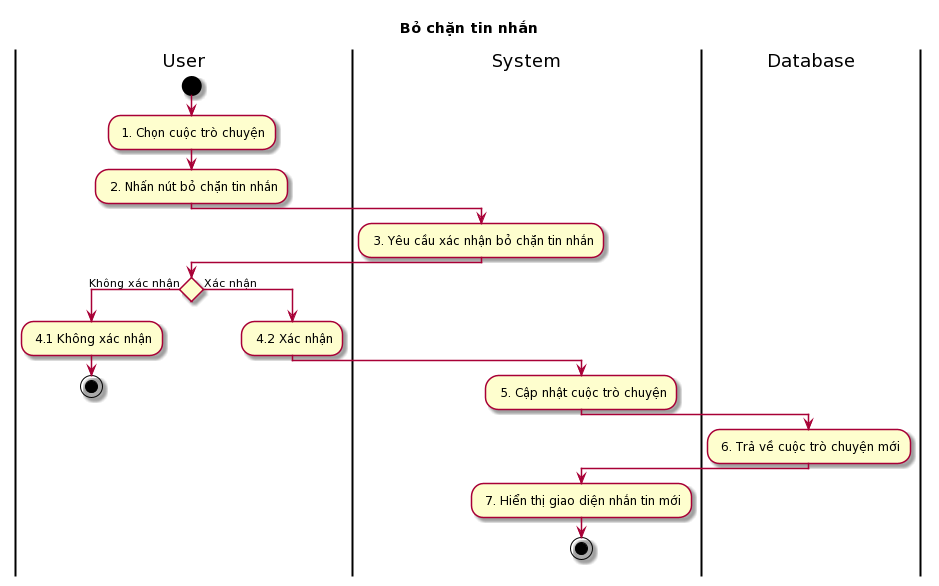 Bỏ chặn tin nhắn
User
System
Database
1. Chọn cuộc trò chuyện
2. Nhấn nút bỏ chặn tin nhắn
3. Yêu cầu xác nhận bỏ chặn tin nhắn
Không xác nhận
Xác nhận
4.1 Không xác nhận
4.2 Xác nhận
5. Cập nhật cuộc trò chuyện
6. Trả về cuộc trò chuyện mới
7. Hiển thị giao diện nhắn tin mới